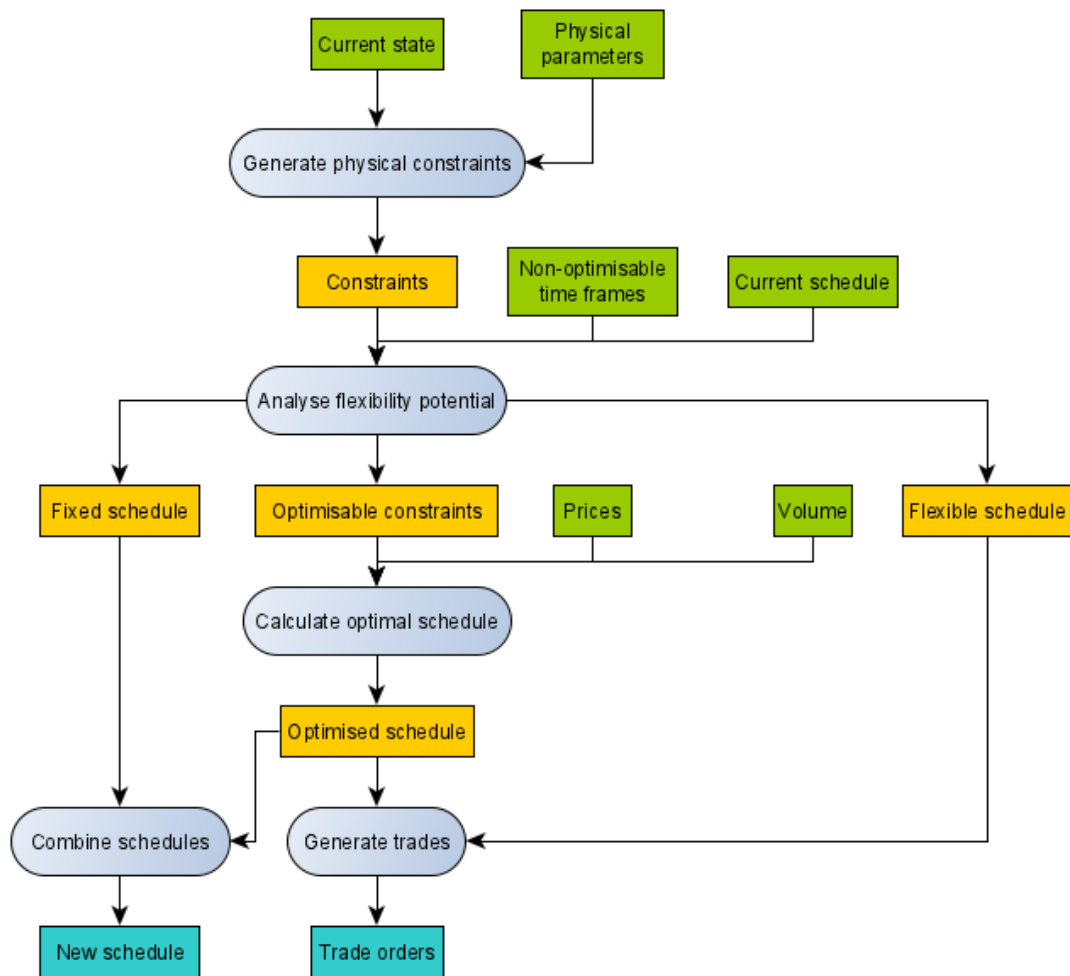 Current state
Physical
parameters
Generate physical constraints
Constraints
Non-optimisable
time frames
Current schedule
Analyse flexibility potential
Fixed schedule
Optimisable constraints
Prices
Volume
Flexible schedule
Calculate optimal schedule
Optimised schedule
Combine schedules
Generate trades
New schedule
Trade orders